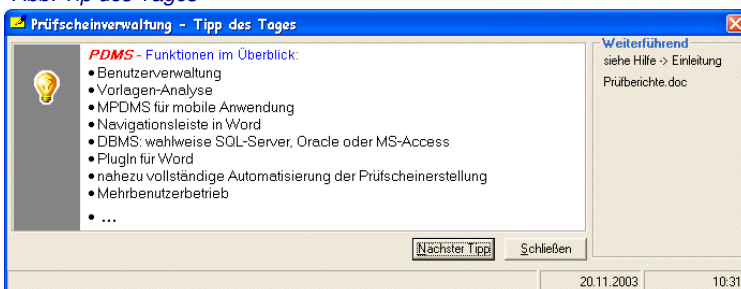 Abb. Tip des Tages
Prüfscheinverwaltung - Tipp des Tages
PDMS - Funktionen im Überblick:
• Benutzerverwaltung
• Vorlagen-Analyse
• MPDMS für mobile Anwendung
• Navigationsleiste in Word
• DBMS: wahlweise SQL-Server, Oracle oder MS-Access
• PlugIn für Word
• nahezu vollständige Automatisierung der Prüfscheinerstellung
• Mehrbenutzerbetrieb
• ...
Weiterführend
siehe Hilfe -> Einleitung
Prüfberichte.doc
Nächster Tipp
Schließen
20.11.2003
10:31